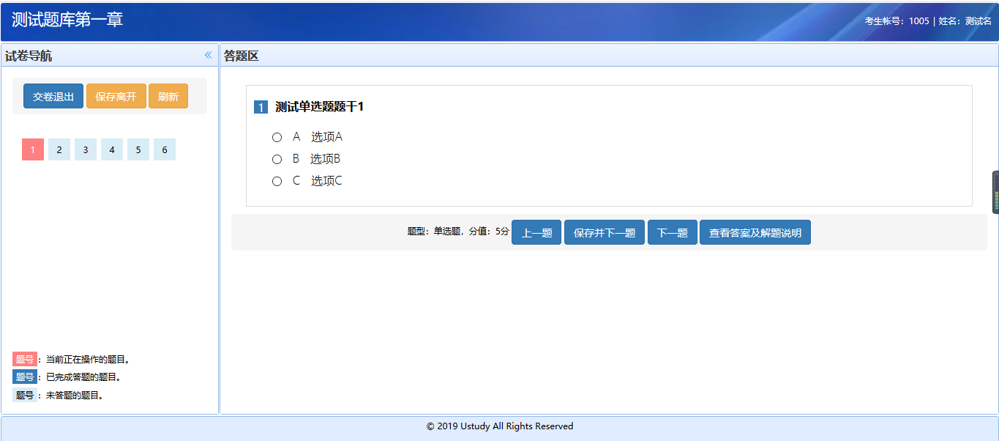 测试题库第一章
考生帐号：1005 | 姓名：测试名
试卷导航
答题区
交卷退出 保存离开 刷新
1 2 3 4 5 6
1 测试单选题题干1
A 选项A
B 选项B
C 选项C
题型：单选题，分值：5分 上一题 保存并下一题 下一题 查看答案及解题说明
题号：当前正在操作的题目。
题号：已完成答题的题目。
题号：未答题的题目。
© 2019 Ustudy All Rights Reserved